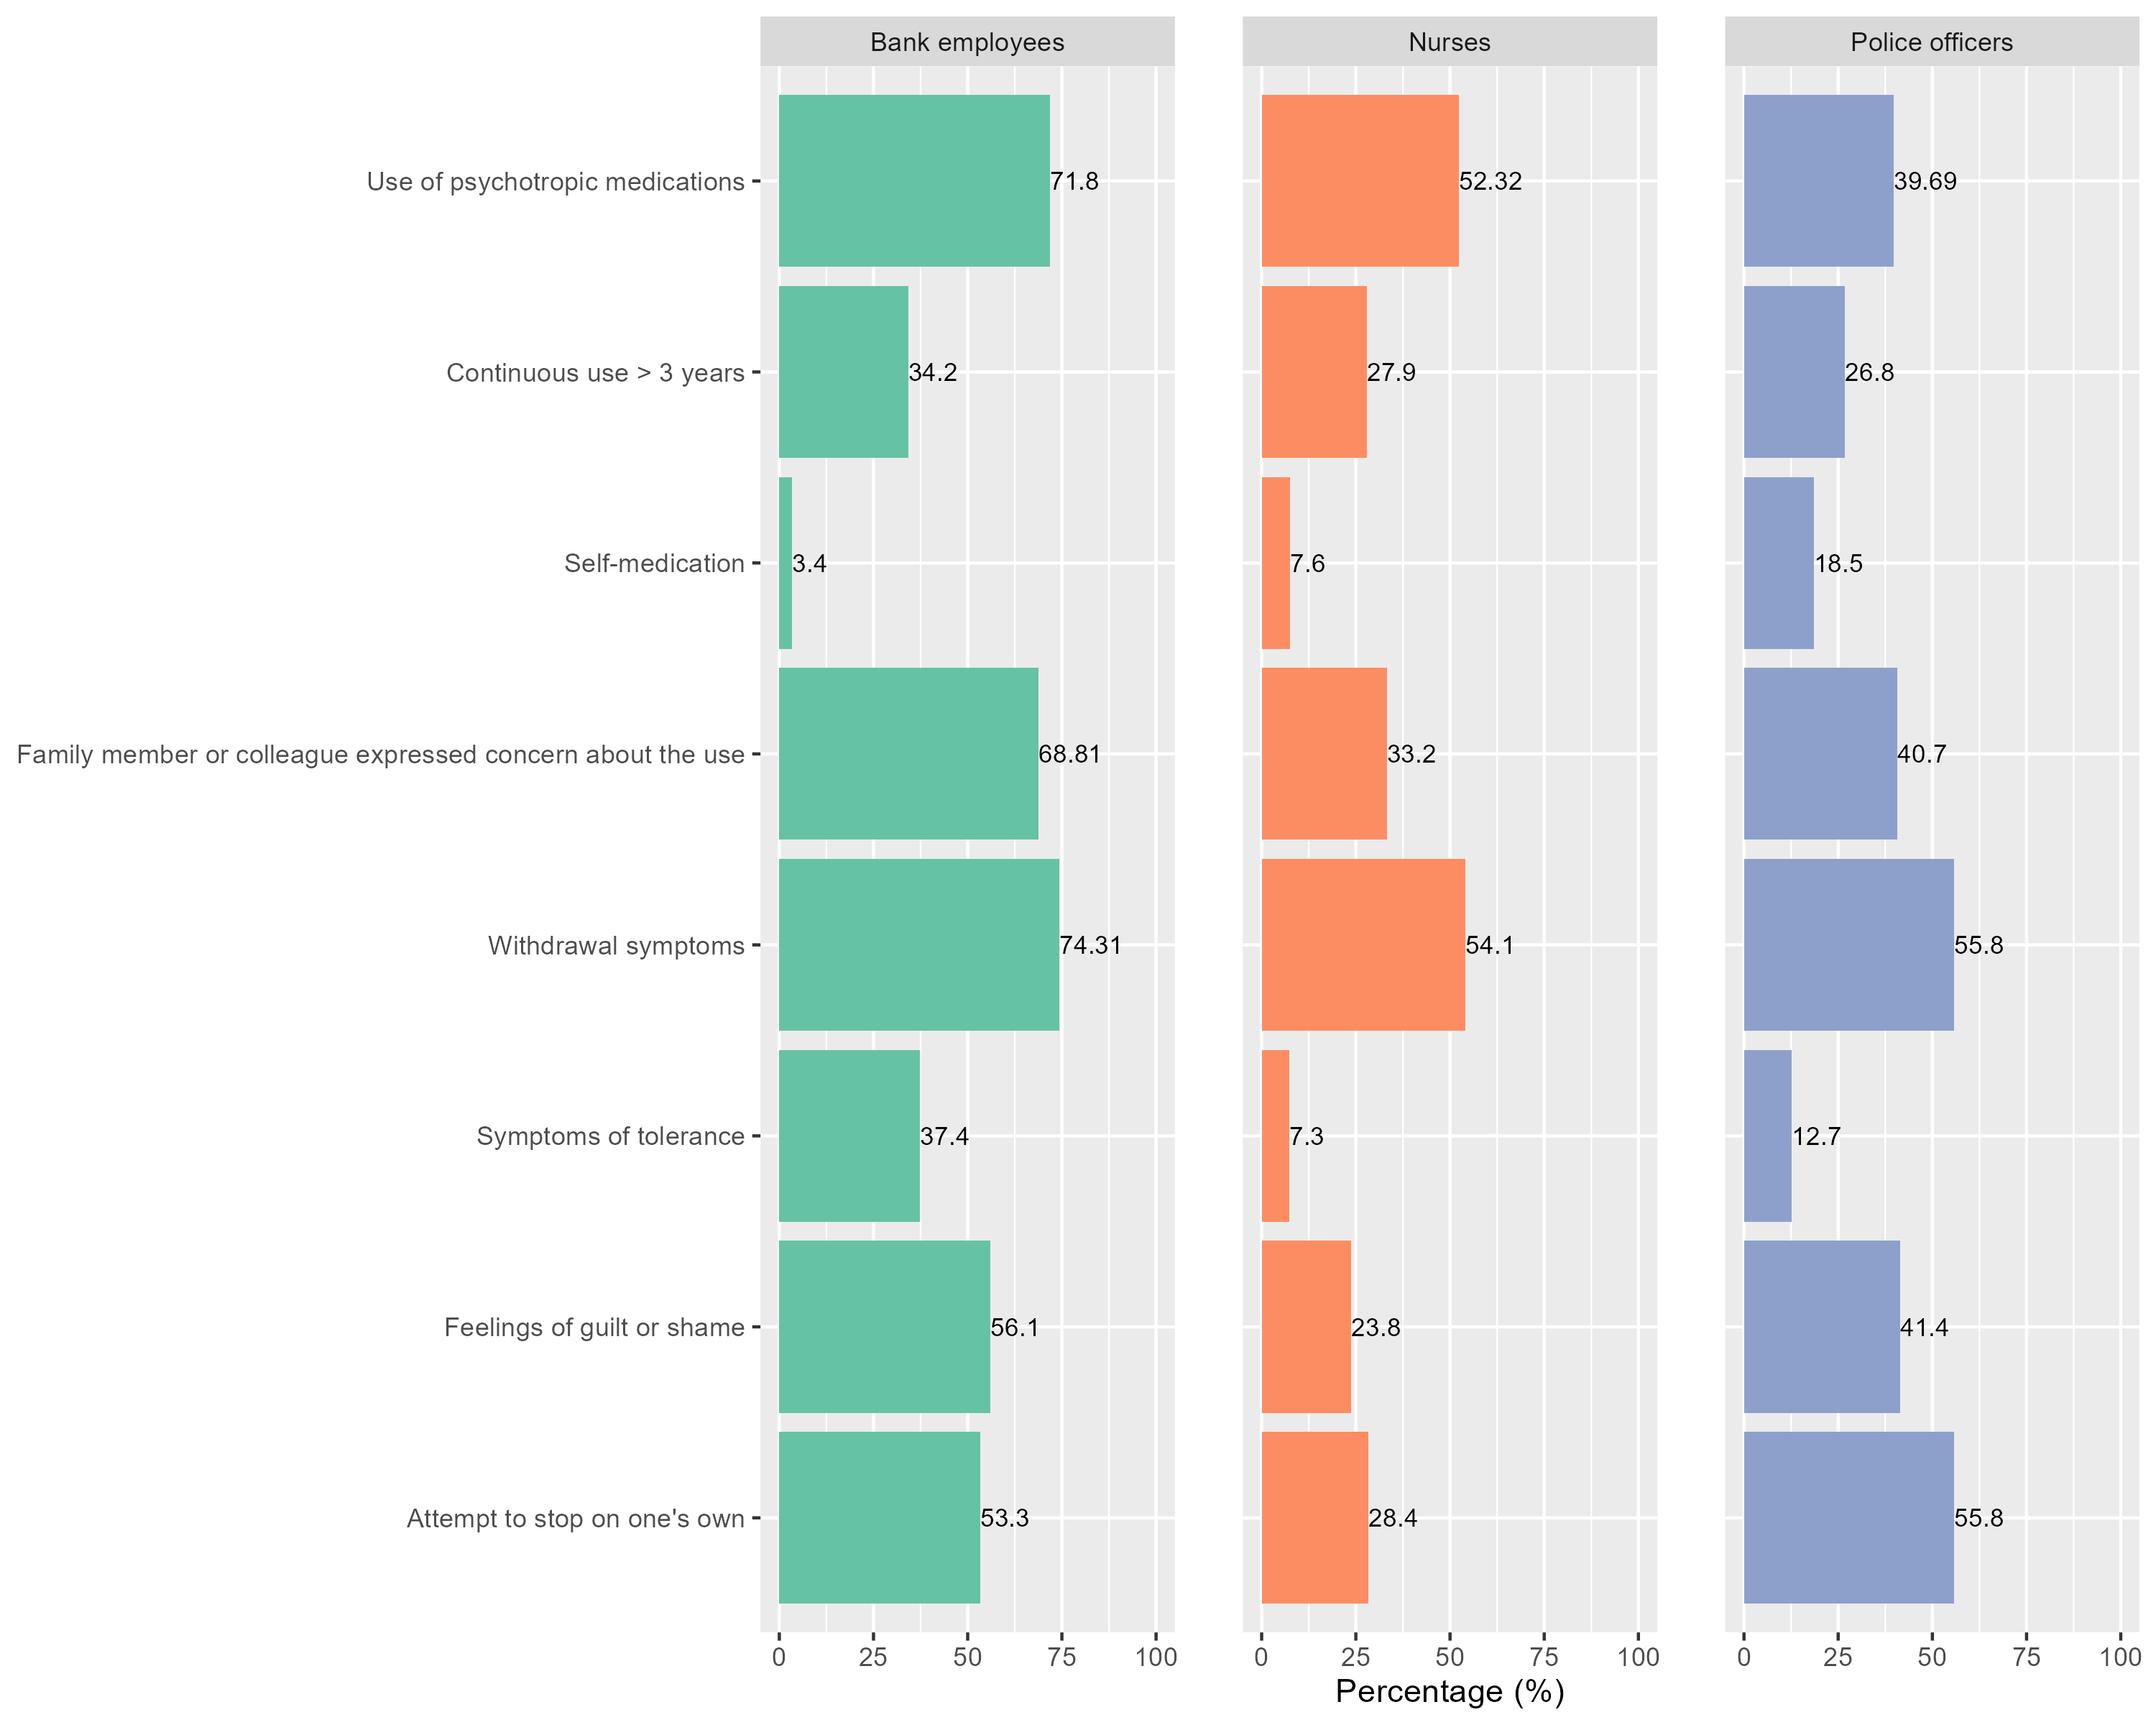 Bank employees
Nurses
Police officers
Use of psychotropic medications
71.8
52.32
39.69
Continuous use > 3 years
34.2
27.9
26.8
Self-medication
3.4
7.6
18.5
Family member or colleague expressed concern about the use
68.81
33.2
40.7
Withdrawal symptoms
74.31
54.1
55.8
Symptoms of tolerance
37.4
7.3
12.7
Feelings of guilt or shame
56.1
23.8
41.4
Attempt to stop on one's own
53.3
28.4
55.8
0 25 50 75 100
0 25 50 75 100
0 25 50 75 100
Percentage (%)